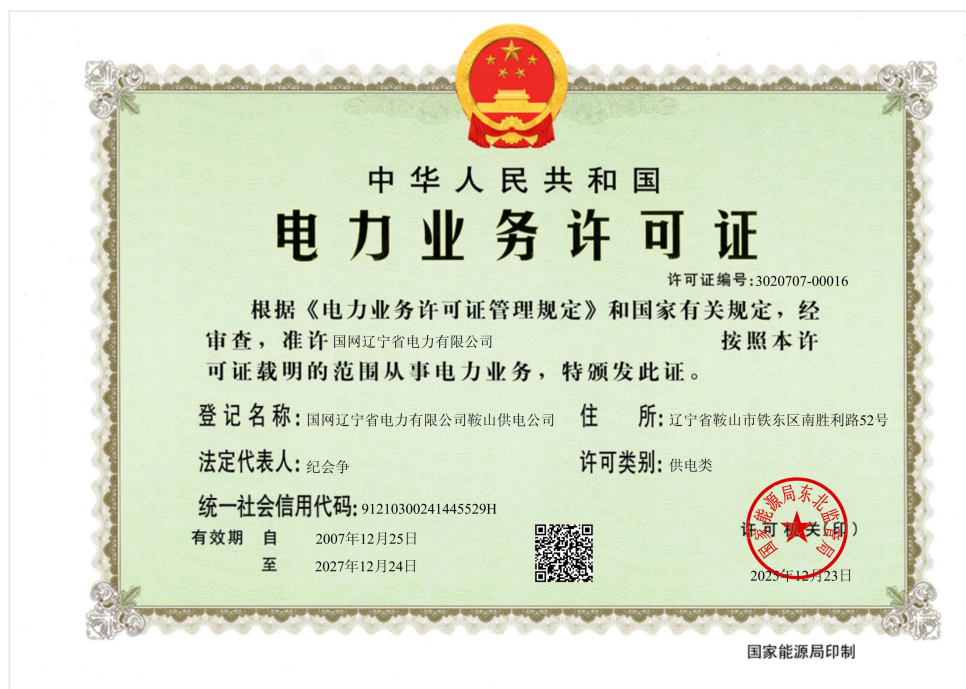 中华人民共和国
电力业务许可证
许可证编号:3020707-00016
根据《电力业务许可证管理规定》和国家有关规定，经
审查，准许国网辽宁省电力有限公司 按照本许
可证载明的范围从事电力业务，特颁发此证。
登记名称:国网辽宁省电力有限公司鞍山供电公司 住 所:辽宁省鞍山市铁东区南胜利路52号
法定代表人:纪会争 许可类别:供电类
统一社会信用代码:91210300241445529H
国家能源局东北监管局
有效期 自 2007年12月25日 许可机关(印)
至 2027年12月24日
2025年12月23日
国家能源局印制